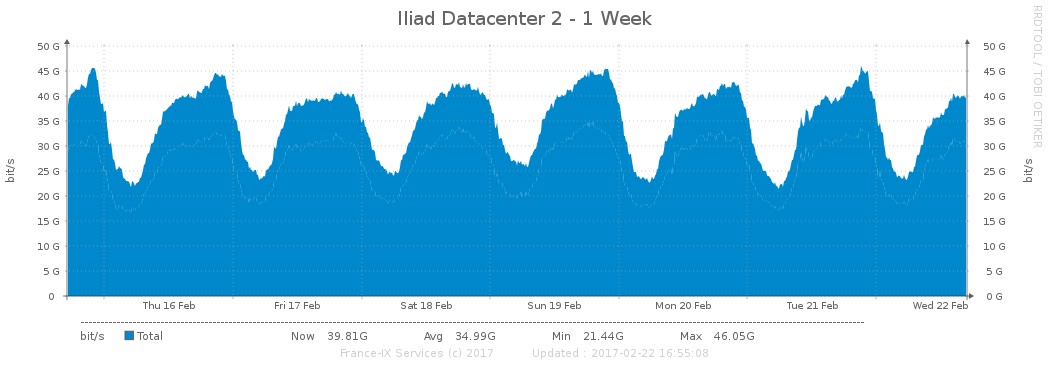 Iliad Datacenter 2 - 1 Week
RRDTOOL / TOBI OETIKER
50 G 50 G
45 G 45 G
40 G 40 G
35 G 35 G
30 G 30 G
25 G 25 G
20 G 20 G
15 G 15 G
10 G 10 G
5 G 5 G
0 0 G
bit/s bit/s
Thu 16 Feb Fri 17 Feb Sat 18 Feb Sun 19 Feb Mon 20 Feb Tue 21 Feb Wed 22 Feb
bit/s Total Now 39.81G Avg 34.99G Min 21.44G Max 46.05G
France-IX Services (c) 2017 Updated : 2017-02-22 16:55:08